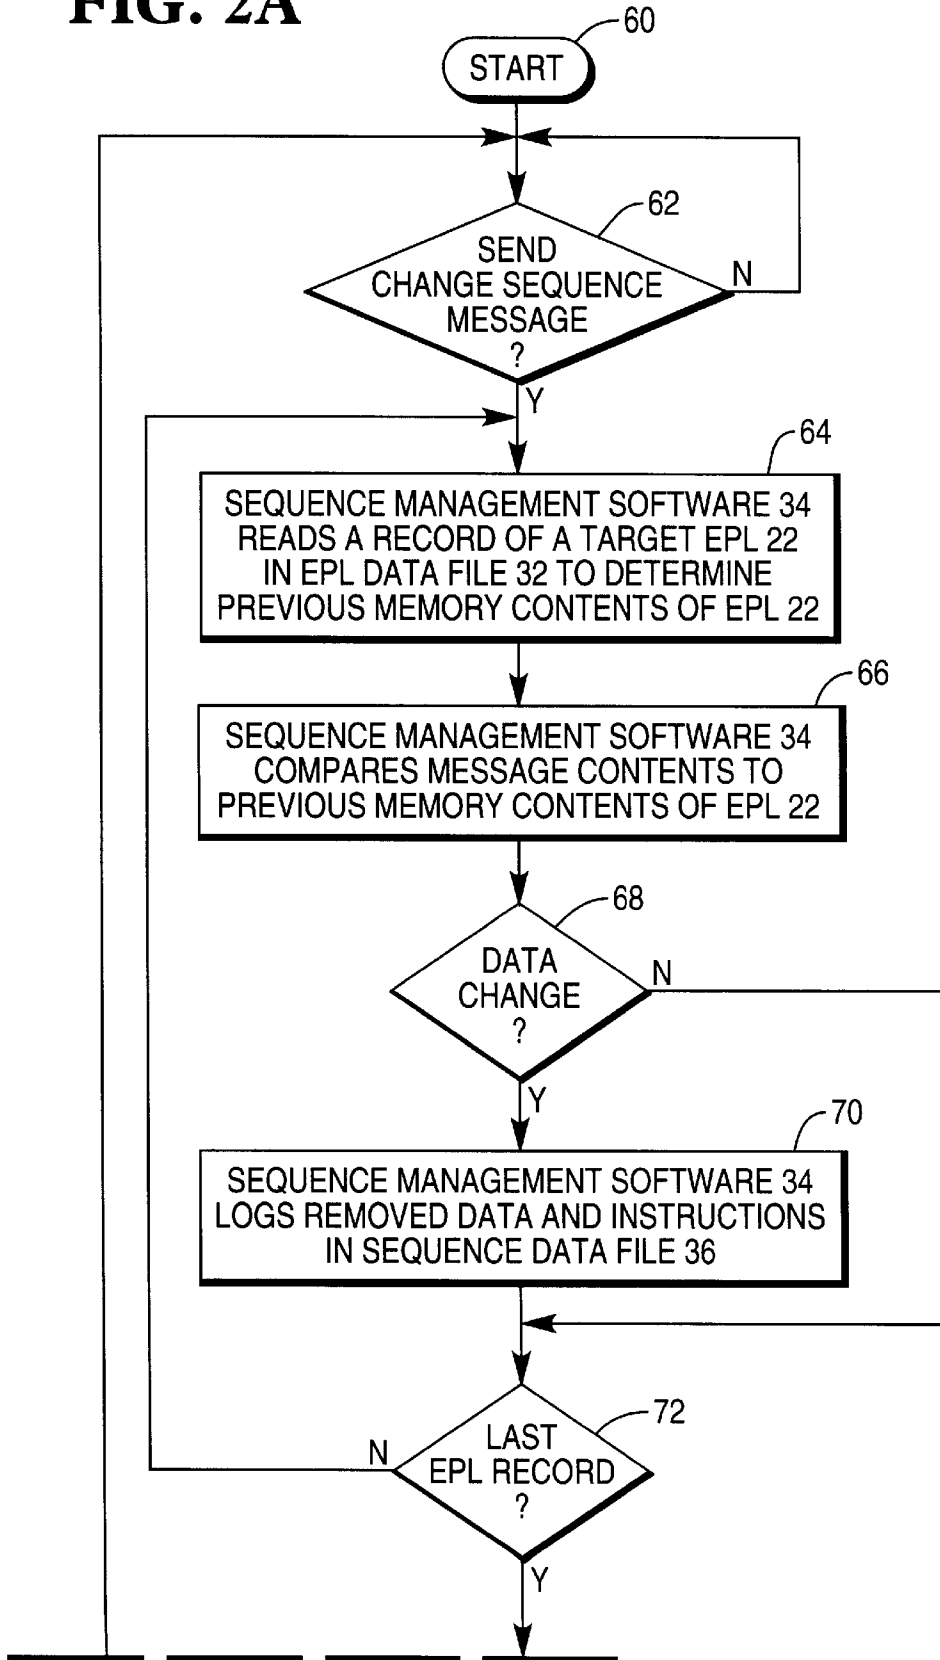 FIG. 2A
60
START
62
SEND
CHANGE SEQUENCE
MESSAGE
?
N
Y
64
SEQUENCE MANAGEMENT SOFTWARE 34
READS A RECORD OF A TARGET EPL 22
IN EPL DATA FILE 32 TO DETERMINE
PREVIOUS MEMORY CONTENTS OF EPL 22
66
SEQUENCE MANAGEMENT SOFTWARE 34
COMPARES MESSAGE CONTENTS TO
PREVIOUS MEMORY CONTENTS OF EPL 22
68
DATA
CHANGE
?
N
Y
70
SEQUENCE MANAGEMENT SOFTWARE 34
LOGS REMOVED DATA AND INSTRUCTIONS
IN SEQUENCE DATA FILE 36
72
LAST
EPL RECORD
?
N
Y